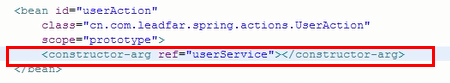 <bean id="userAction"
class="cn.com.leadfar.spring.actions.UserAction"
scope="prototype">
<constructor-arg ref="userService"></constructor-arg>
</bean>